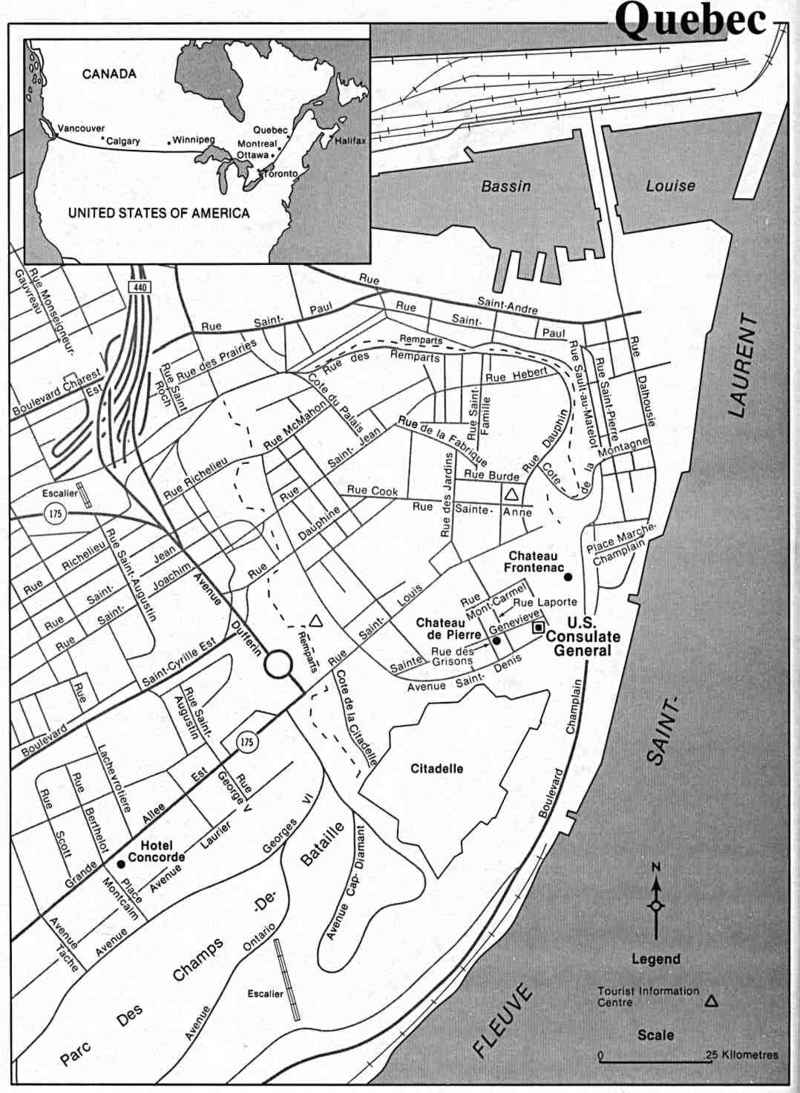 Quebec
CANADA
Vancouver
Calgary
Winnipeg
Quebec
Montreal
Ottawa
Halifax
Toronto
UNITED STATES OF AMERICA
Bassin
Louise
440
Rue Monseigneur-
Gauvreau
Rue
Saint-Andre
Rue Saint- Paul
Rue Saint- Paul
Rue des Prairies
Boulevard Charest
Est
Rue Saint
Roch
Remparts
Rue des Remparts
Rue Hebert
Cote du Palais
Rue McMahon
Rue Saint
Famille
Rue Sault-au-Matelot
Rue Saint-Pierre
Rue Dalhousie
Rue Dauphin
Rue de la Fabrique
Cote de la Montagne
LAURENT
Rue Saint- Jean
Rue Richelieu
Rue Burde
Rue Cook
Rue des Jardins
Rue Sainte- Anne
Escalier
175
Rue Dauphine
Place Marche-
Champlain
Rue Richelieu
Rue Saint- Jean
Rue Saint- Joachim
Rue Saint-Augustin
Avenue Dufferin
Chateau
Frontenac
Rue Mont-Carmel
Rue Laporte
Rue Saint- Louis
Chateau
de Pierre
Sainte- Genevieve
U.S.
Consulate
General
Rue des
Grisons
Avenue Saint- Denis
Remparts
Boulevard Saint-Cyrille Est
Rue
Rue Saint-
Augustin
Cote de la Citadelle
Citadelle
Boulevard Champlain
SAINT-
175
Lachevrotiere
Rue Berthelot
Rue Scott
Rue
George V
Grande Allee Est
Hotel
Concorde
Avenue Laurier
Place
Montcalm
Avenue Georges VI
Avenue
Tache
Avenue Cap- Diamant
Avenue Ontario
Escalier
Parc Des Champs -De- Bataille
FLEUVE
N
Legend
Tourist Information
Centre
Scale
0 .25 Kilometres